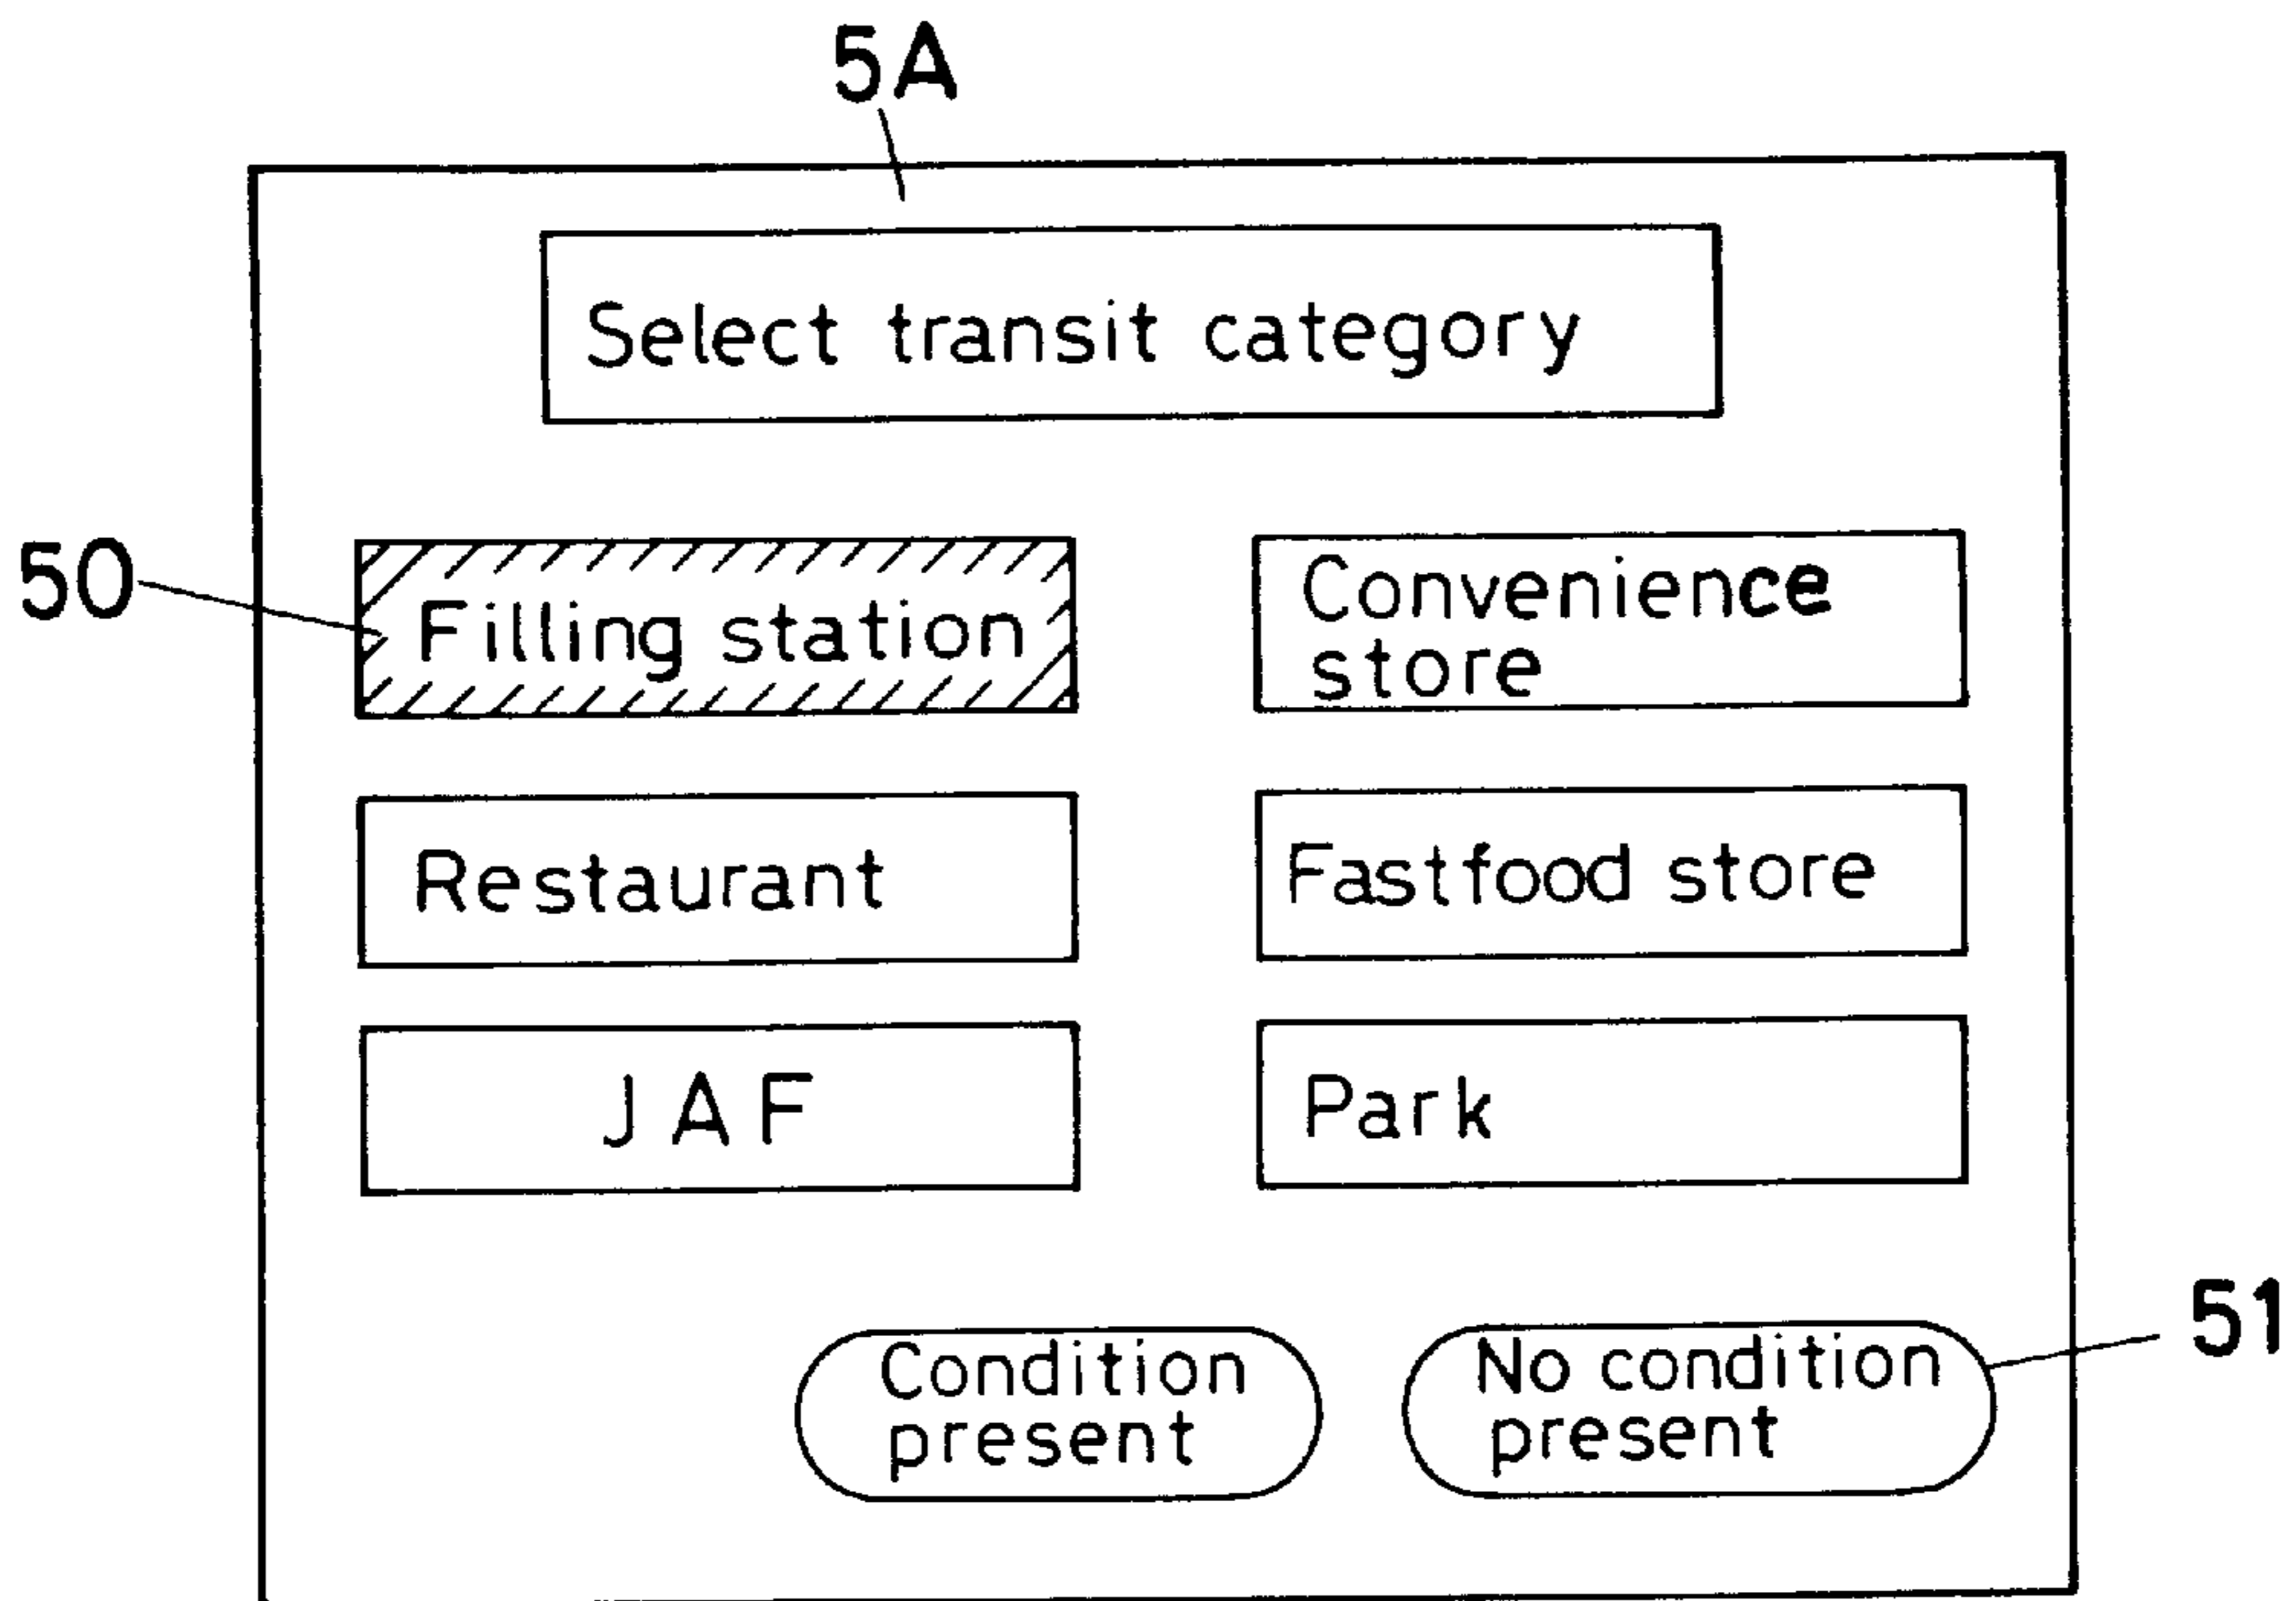 5A
Select transit category
50
Filling station
Convenience
store
Restaurant
Fastfood store
JAF
Park
Condition
present
No condition
present
51